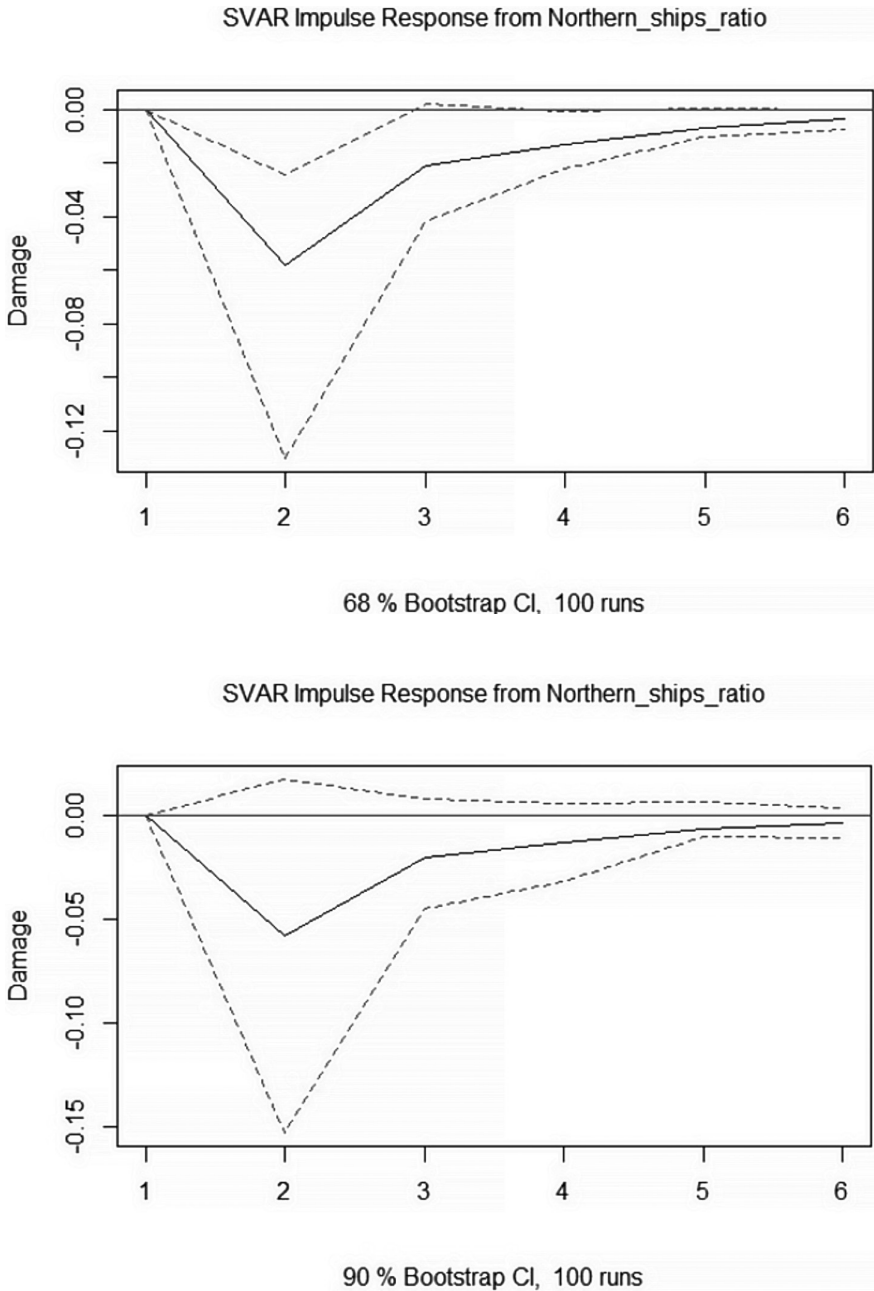 SVAR Impulse Response from Northern_ships_ratio
0.00
-0.04
-0.08
-0.12
Damage
1 2 3 4 5 6
68 % Bootstrap CI, 100 runs
SVAR Impulse Response from Northern_ships_ratio
0.00
-0.05
-0.10
-0.15
Damage
1 2 3 4 5 6
90 % Bootstrap CI, 100 runs